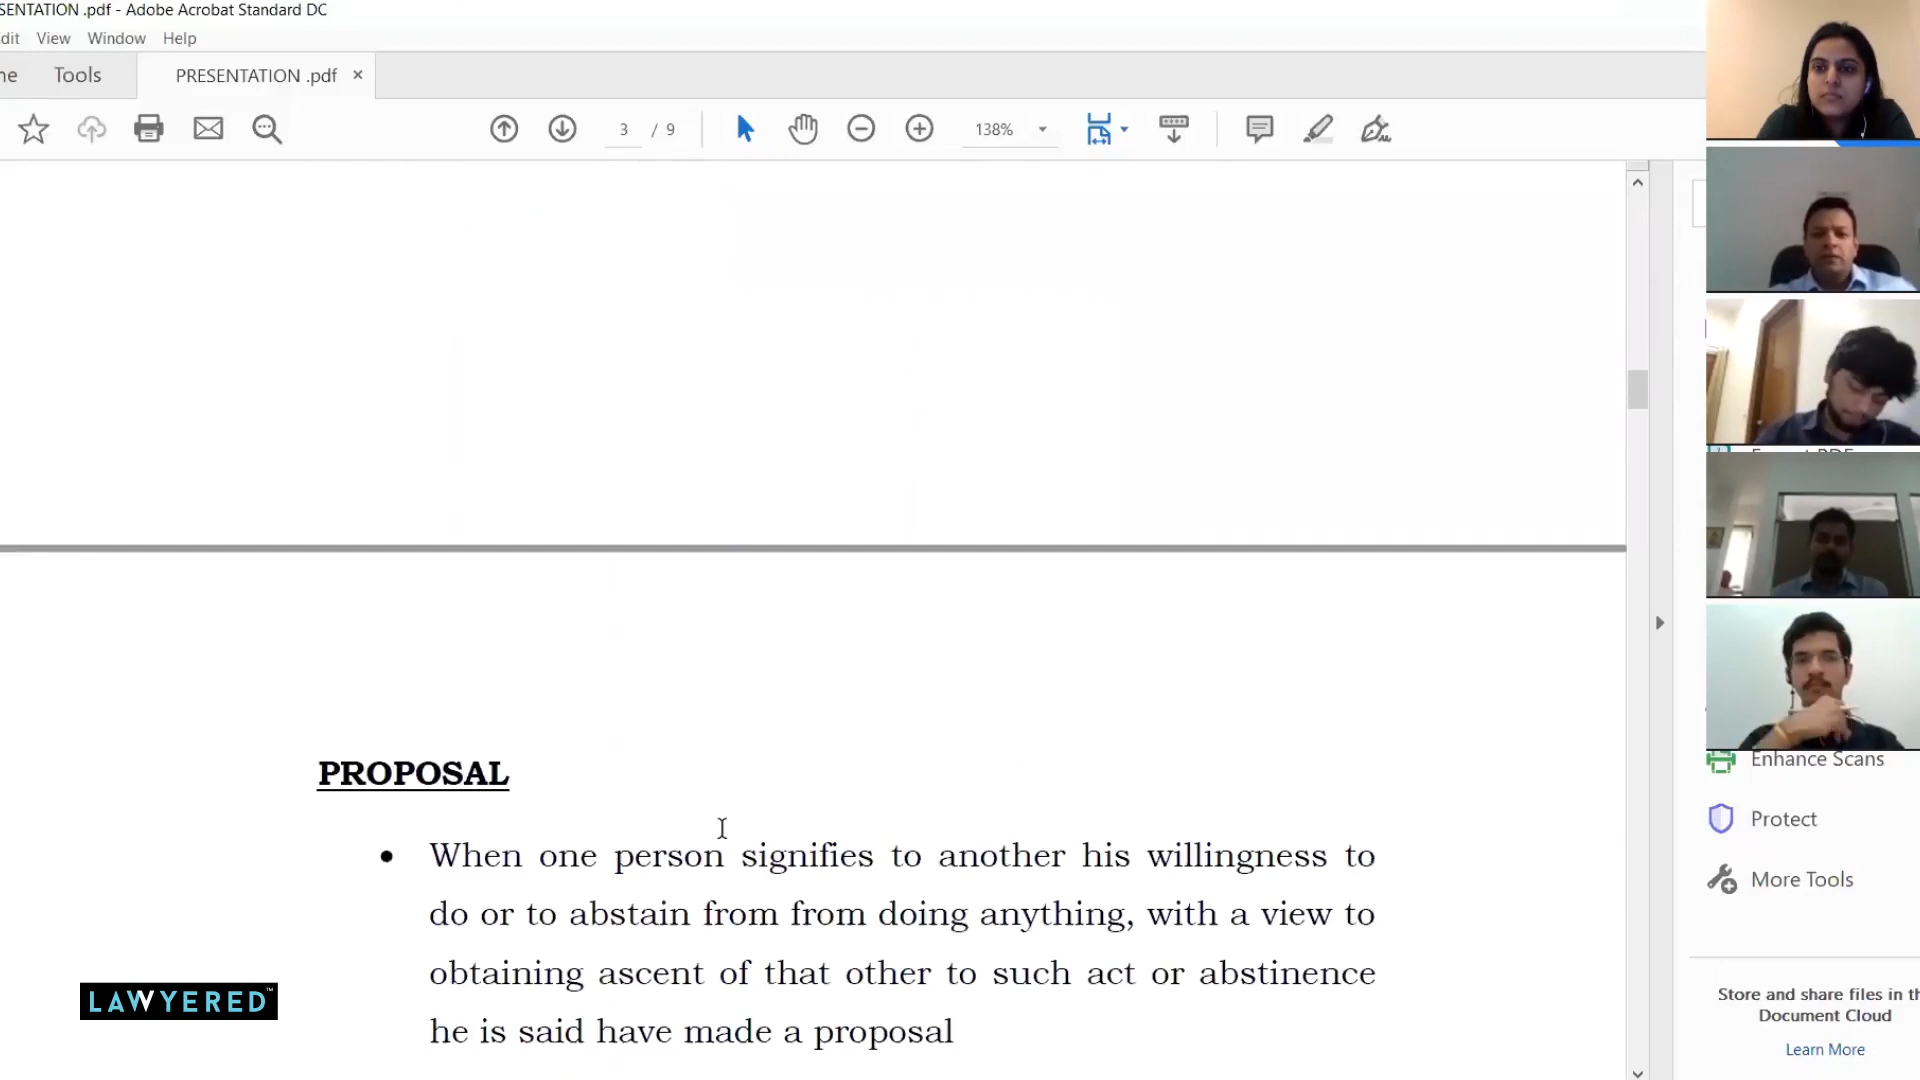 SENTATION .pdf - Adobe Acrobat Standard DC
dit View Window Help
ne Tools PRESENTATION .pdf ×
3 / 9 138%
PROPOSAL
• When one person signifies to another his willingness to
do or to abstain from from doing anything, with a view to
obtaining ascent of that other to such act or abstinence
he is said have made a proposal
LAWYERED™
Enhance Scans
Protect
More Tools
Store and share files in th
Document Cloud
Learn More